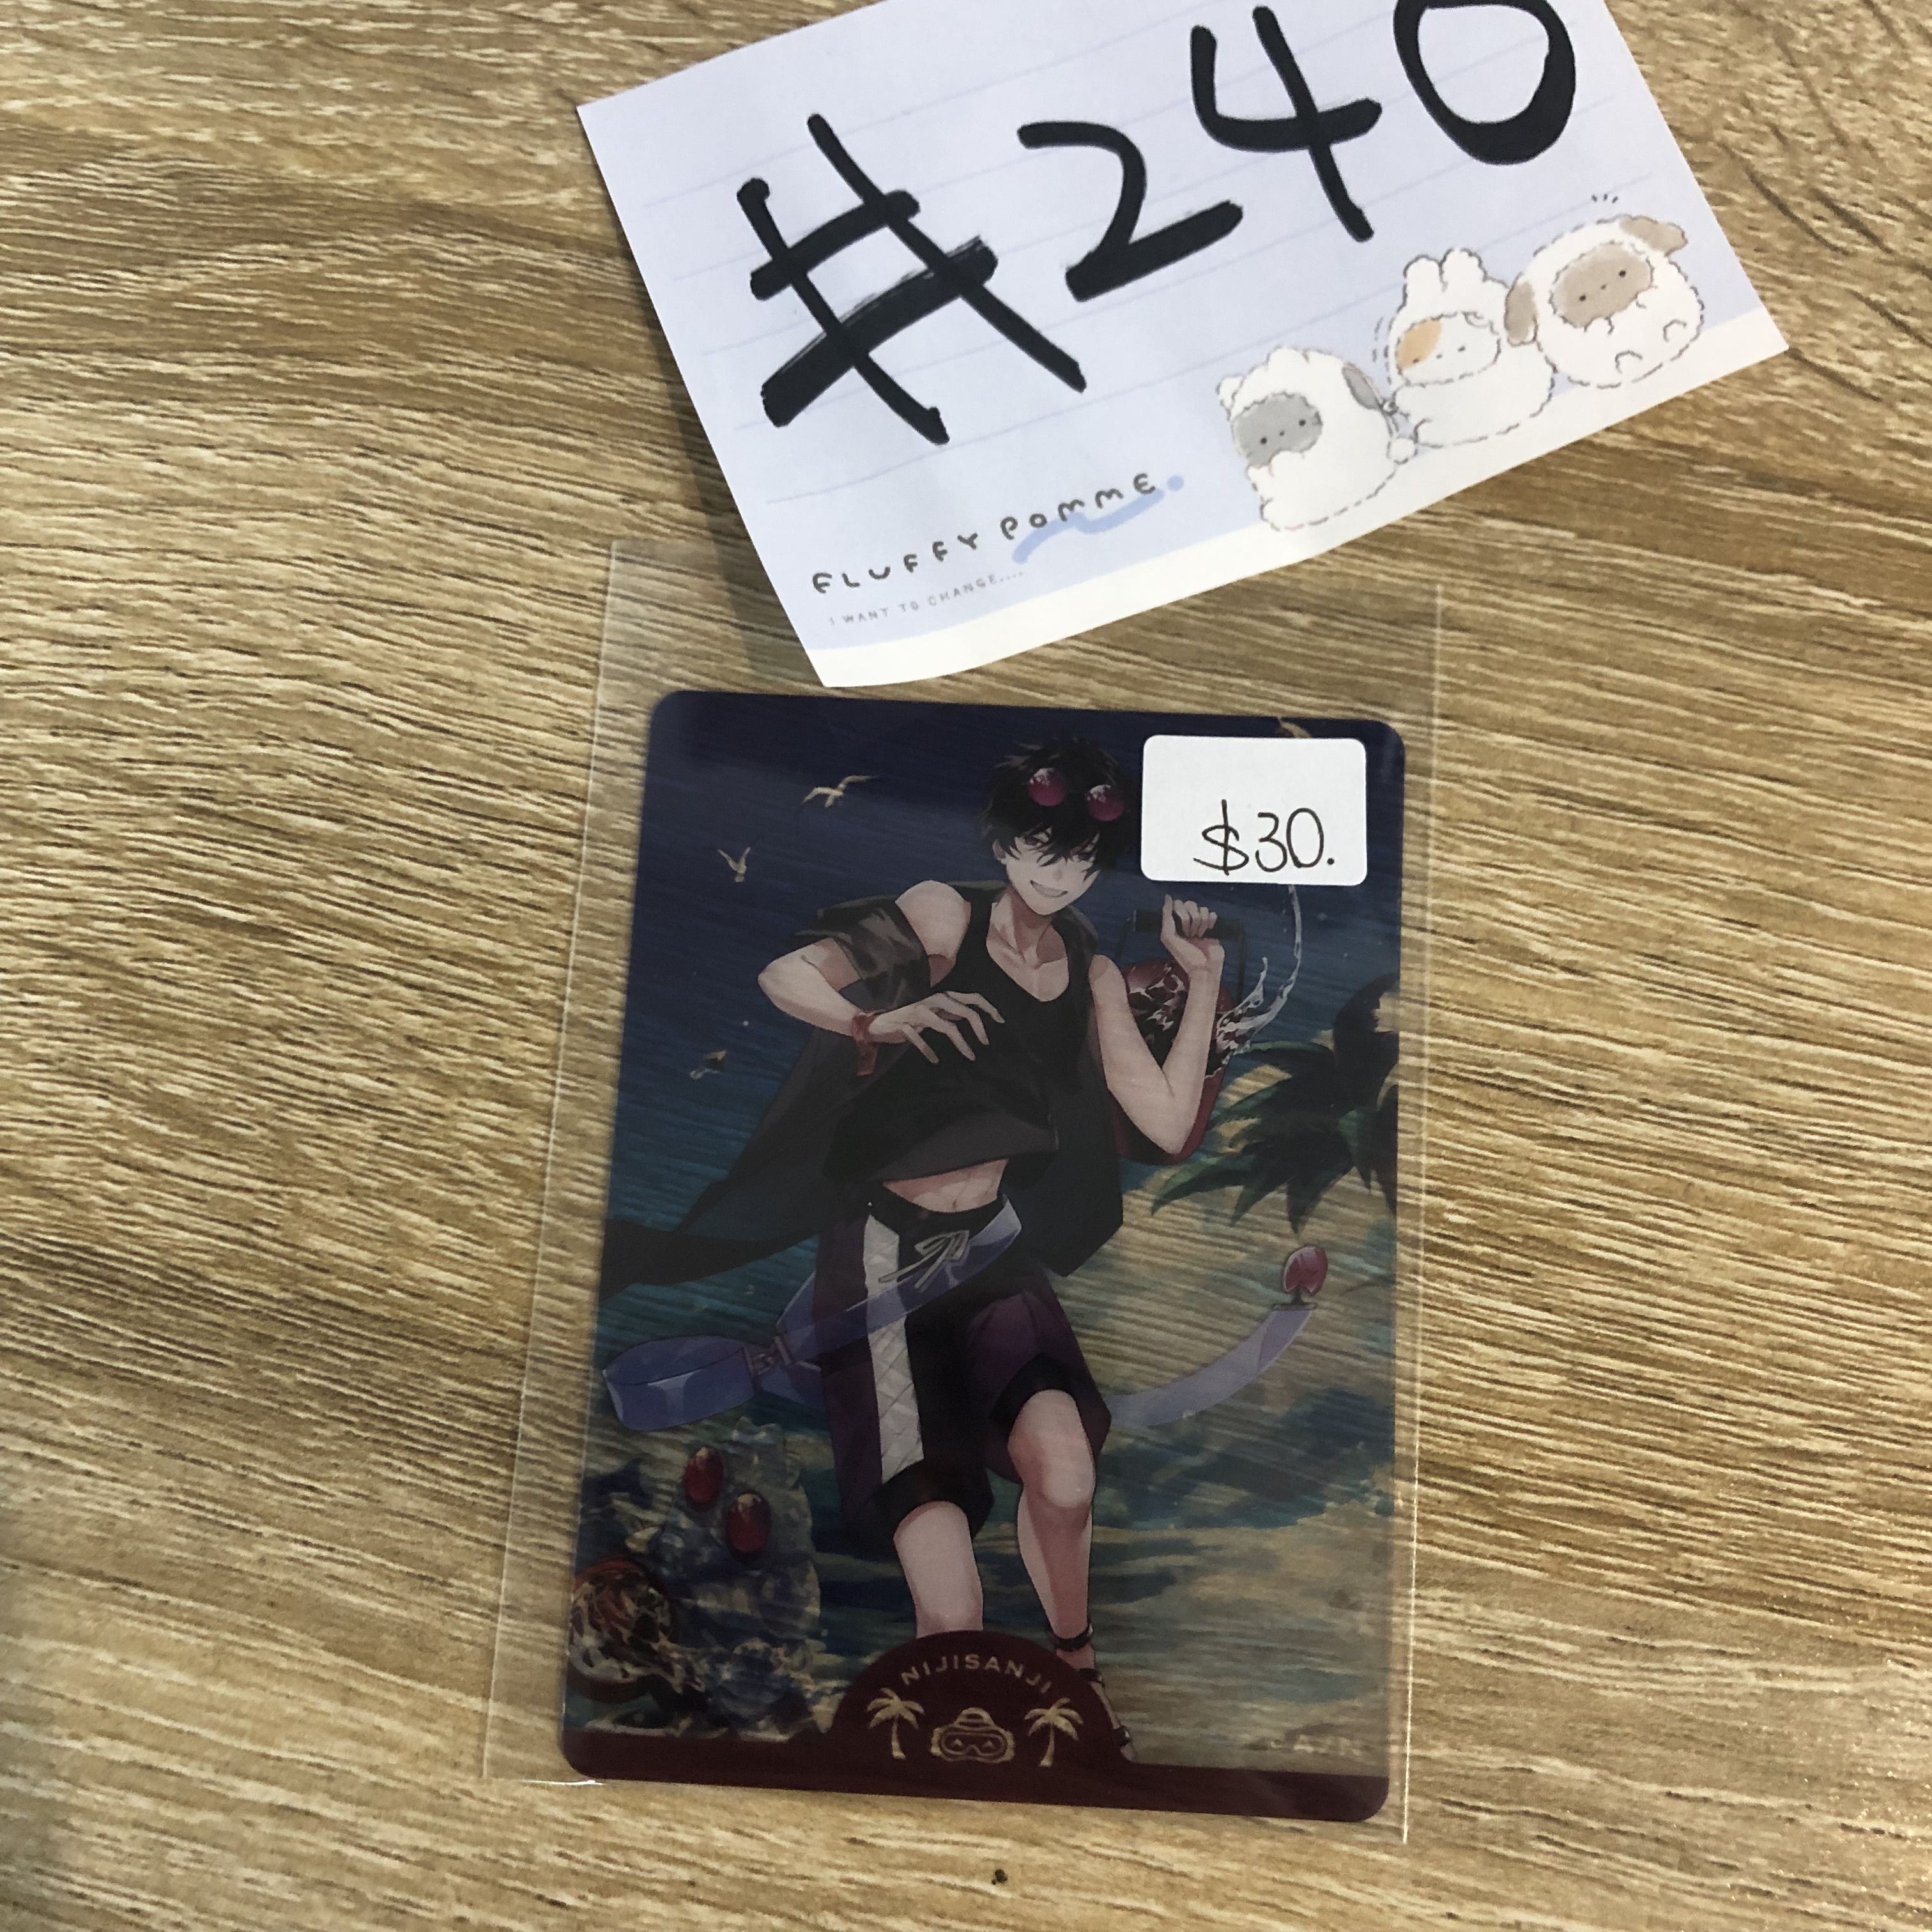 #240
FLUFFY POMME
I WANT TO CHANGE....
$30.
NIJISANJI